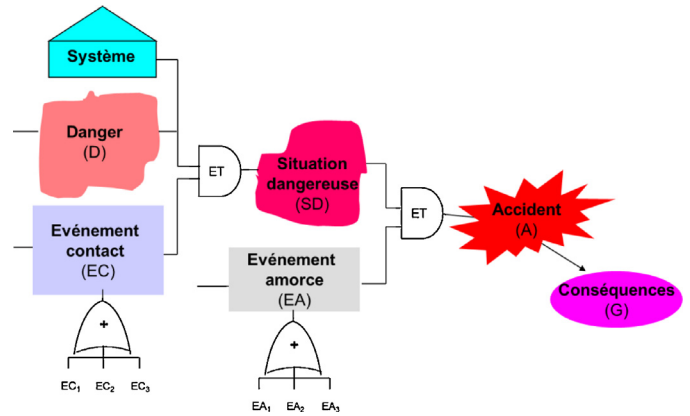 Système
Danger
(D)
ET
Situation
dangereuse
(SD)
ET
Accident
(A)
Evénement
contact
(EC)
Evénement
amorce
(EA)
Conséquences
(G)
+
+
EC1 EC2 EC3
EA1 EA2 EA3